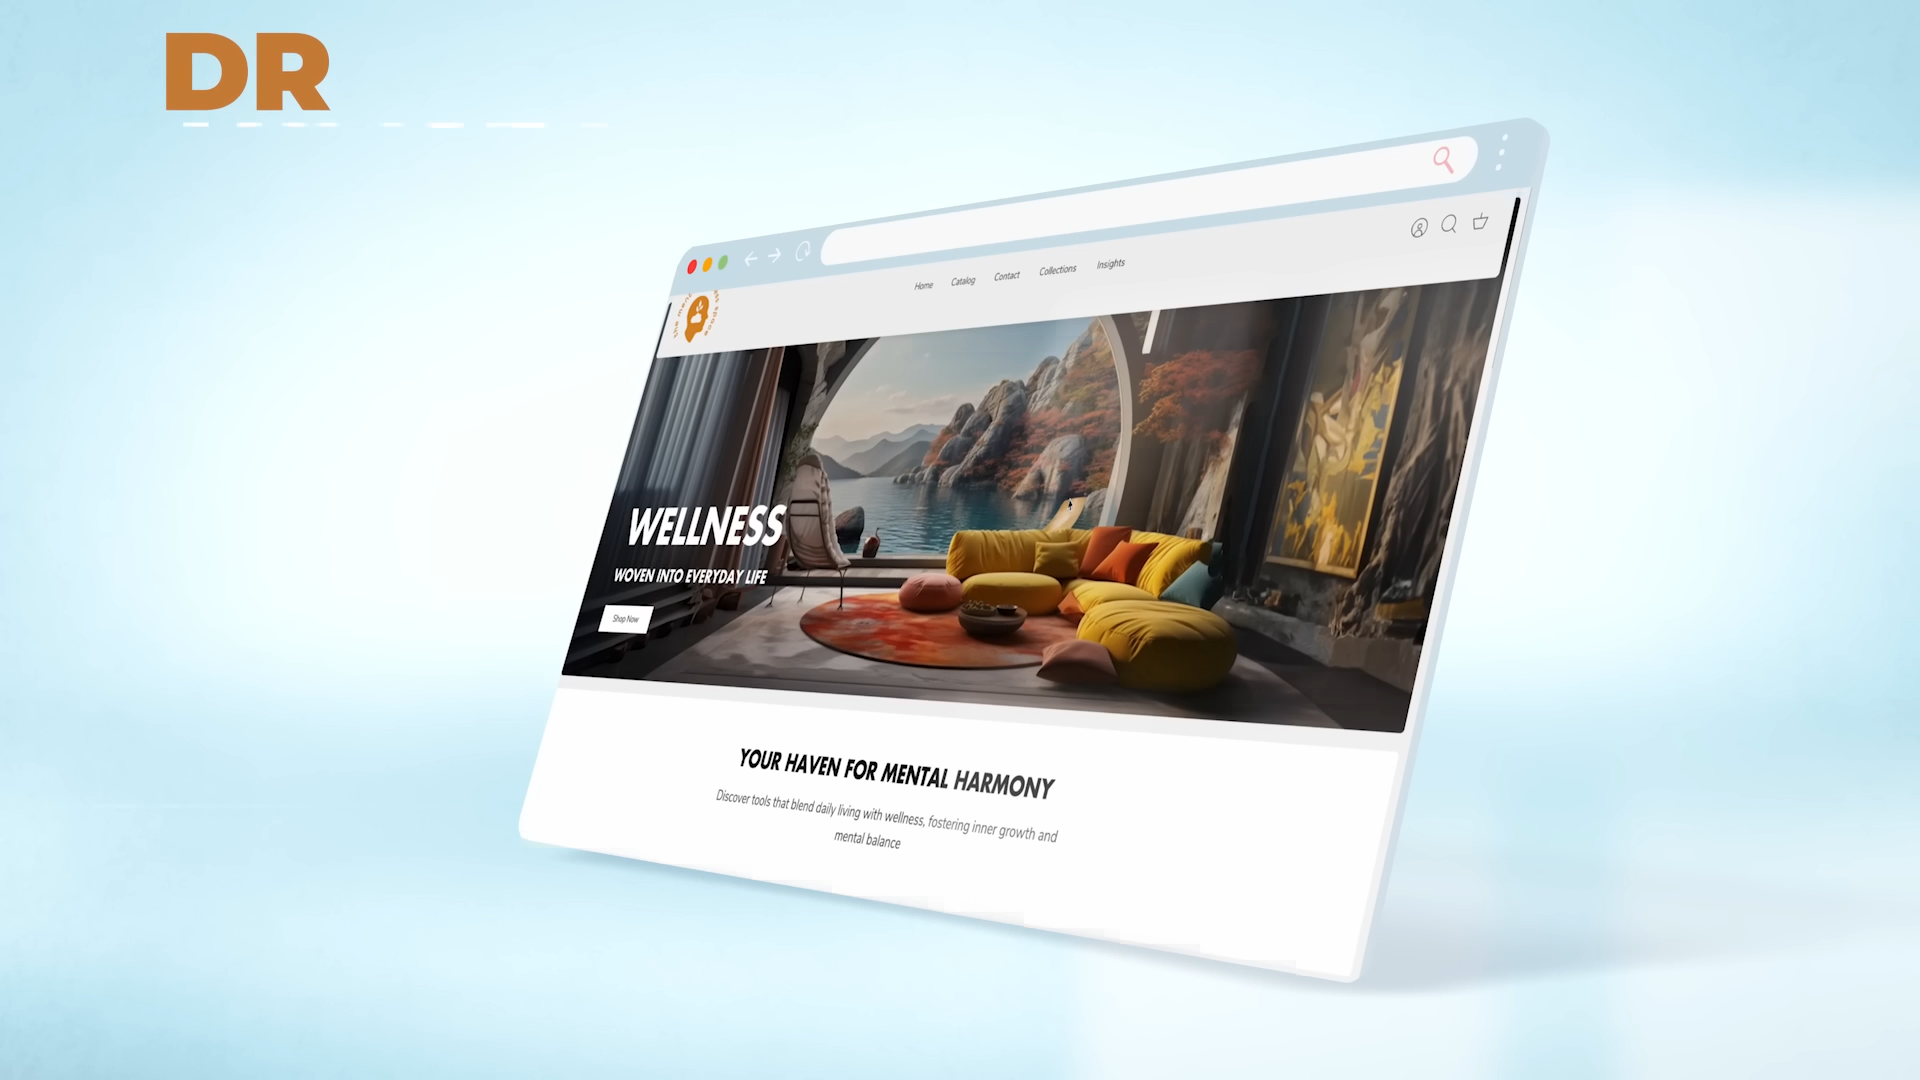 DR
Home Catalog Contact Collections Insights
WELLNESS
WOVEN INTO EVERYDAY LIFE
Shop Now
YOUR HAVEN FOR MENTAL HARMONY
Discover tools that blend daily living with wellness, fostering inner growth and
mental balance